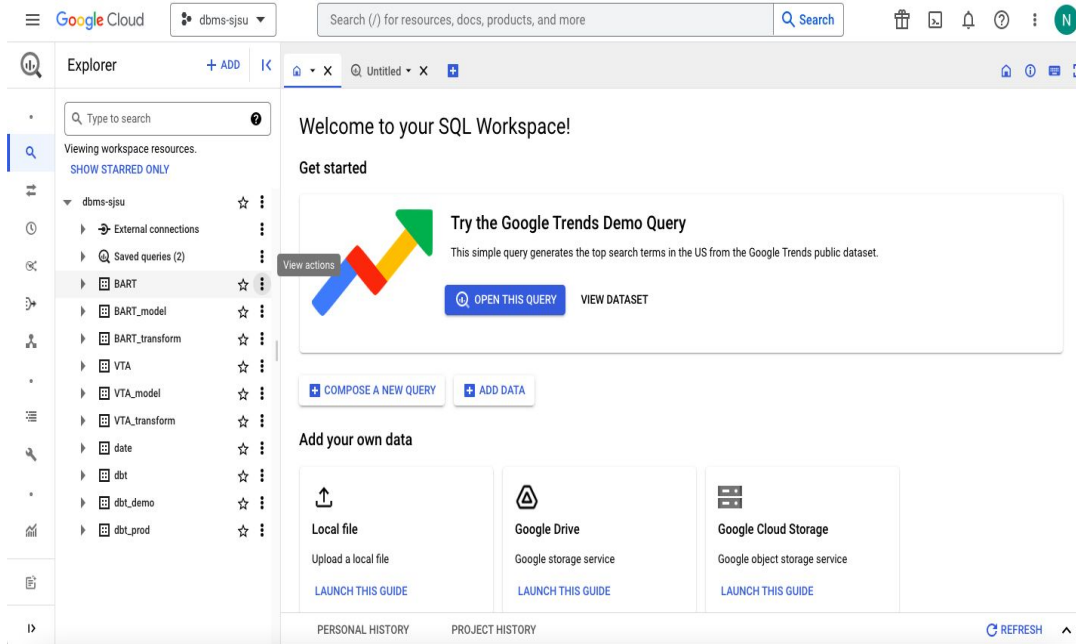 Google Cloud
dbms-sjsu
Search (/) for resources, docs, products, and more
Search
N
Explorer
+ ADD
Untitled
Type to search
Viewing workspace resources.
SHOW STARRED ONLY
dbms-sjsu
External connections
Saved queries (2)
BART
BART_model
BART_transform
VTA
VTA_model
VTA_transform
date
dbt
dbt_demo
dbt_prod
View actions
Welcome to your SQL Workspace!
Get started
Try the Google Trends Demo Query
This simple query generates the top search terms in the US from the Google Trends public dataset.
OPEN THIS QUERY
VIEW DATASET
COMPOSE A NEW QUERY
ADD DATA
Add your own data
Local file
Upload a local file
LAUNCH THIS GUIDE
Google Drive
Google storage service
LAUNCH THIS GUIDE
Google Cloud Storage
Google object storage service
LAUNCH THIS GUIDE
PERSONAL HISTORY
PROJECT HISTORY
REFRESH